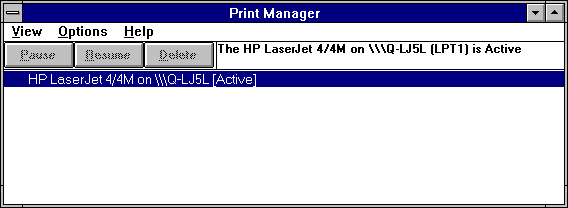 Print Manager
View Options Help
Pause Resume Delete The HP LaserJet 4/4M on \\\Q-LJ5L (LPT1) is Active
HP LaserJet 4/4M on \\\Q-LJ5L [Active]